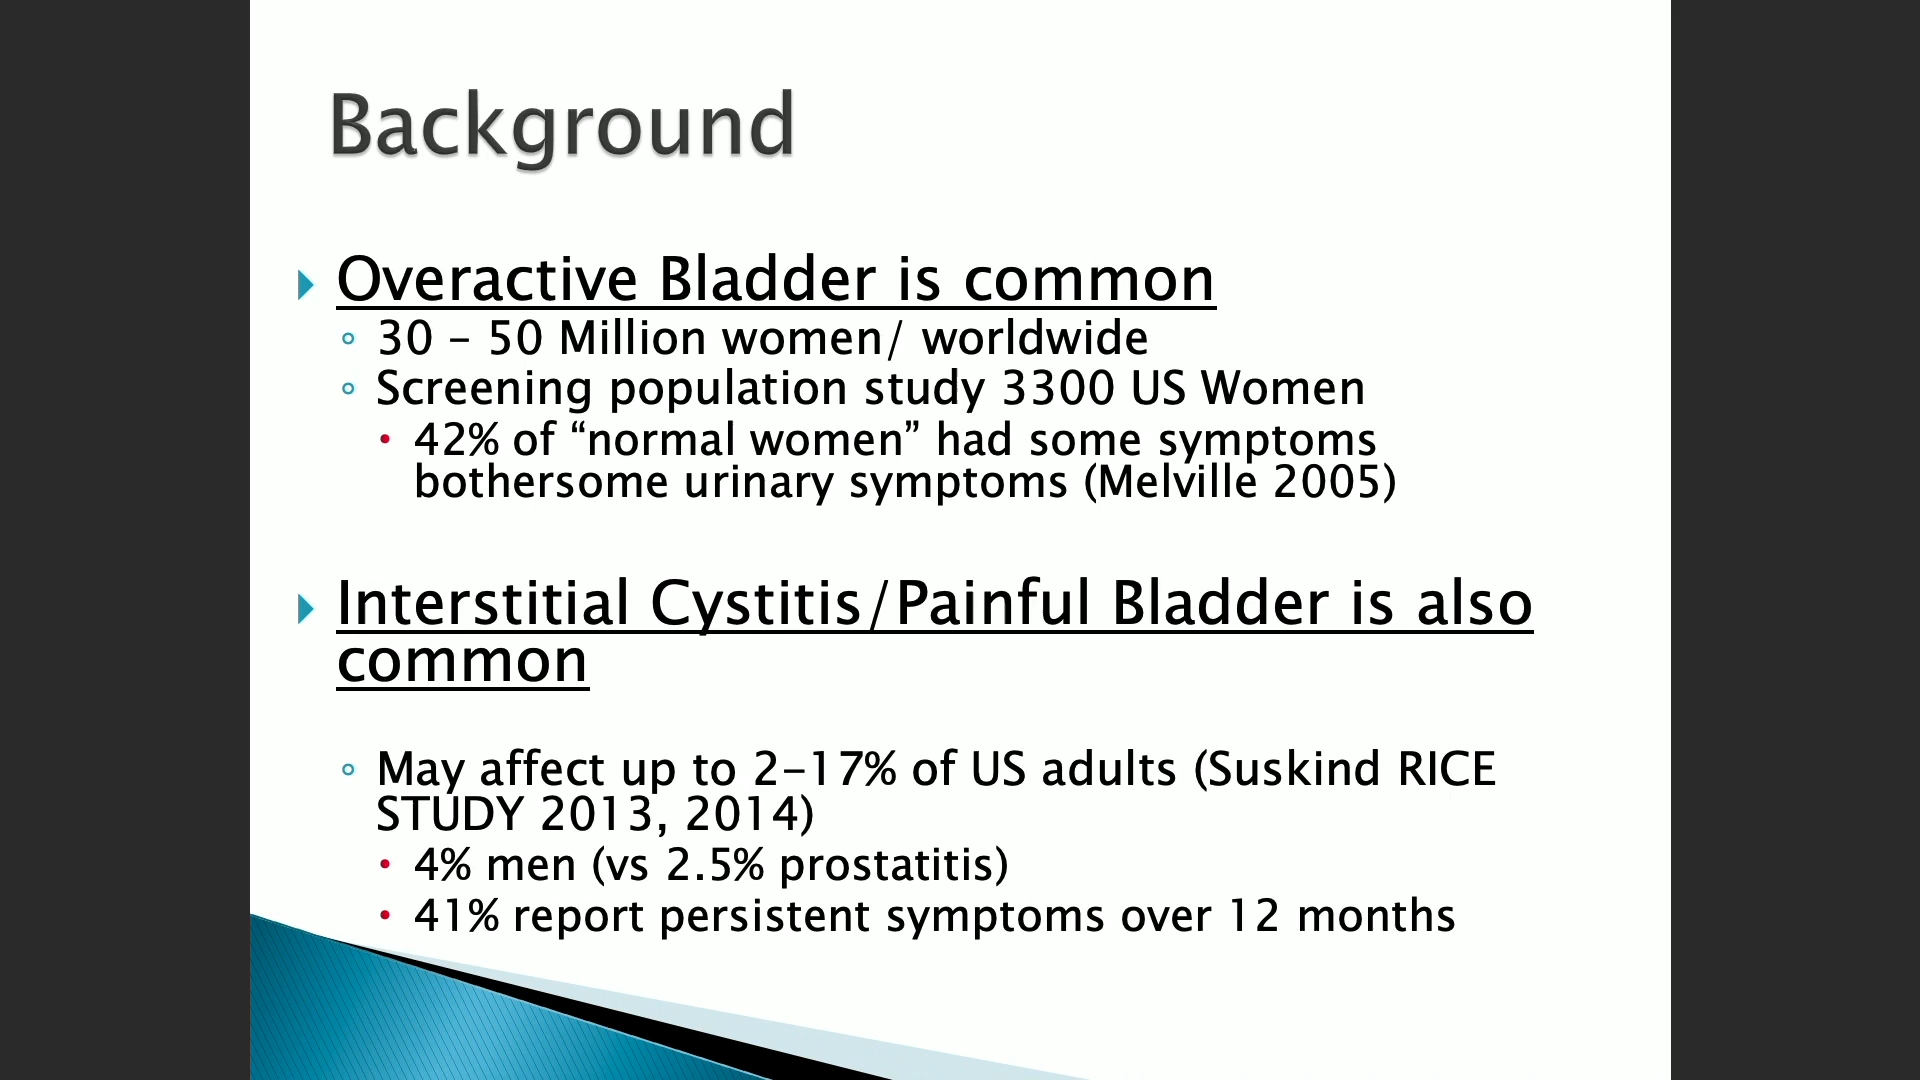 Background
Overactive Bladder is common
30 – 50 Million women/ worldwide
Screening population study 3300 US Women
42% of “normal women” had some symptoms
bothersome urinary symptoms (Melville 2005)
Interstitial Cystitis/Painful Bladder is also
common
May affect up to 2-17% of US adults (Suskind RICE
STUDY 2013, 2014)
4% men (vs 2.5% prostatitis)
41% report persistent symptoms over 12 months